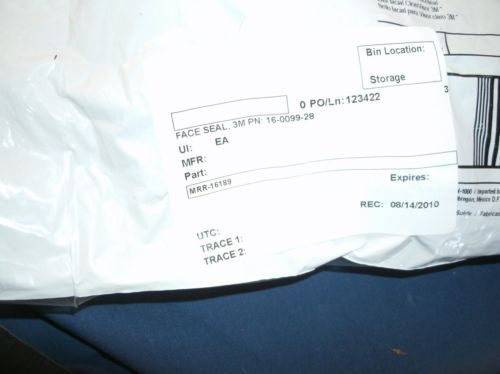 Bin Location:
Storage
0 PO/Ln: 123422
3
FACE SEAL, 3M PN: 16-0099-28
UI: EA
MFR:
Part:
MRR-16189
Expires:
REC: 08/14/2010
UTC:
TRACE 1:
TRACE 2: